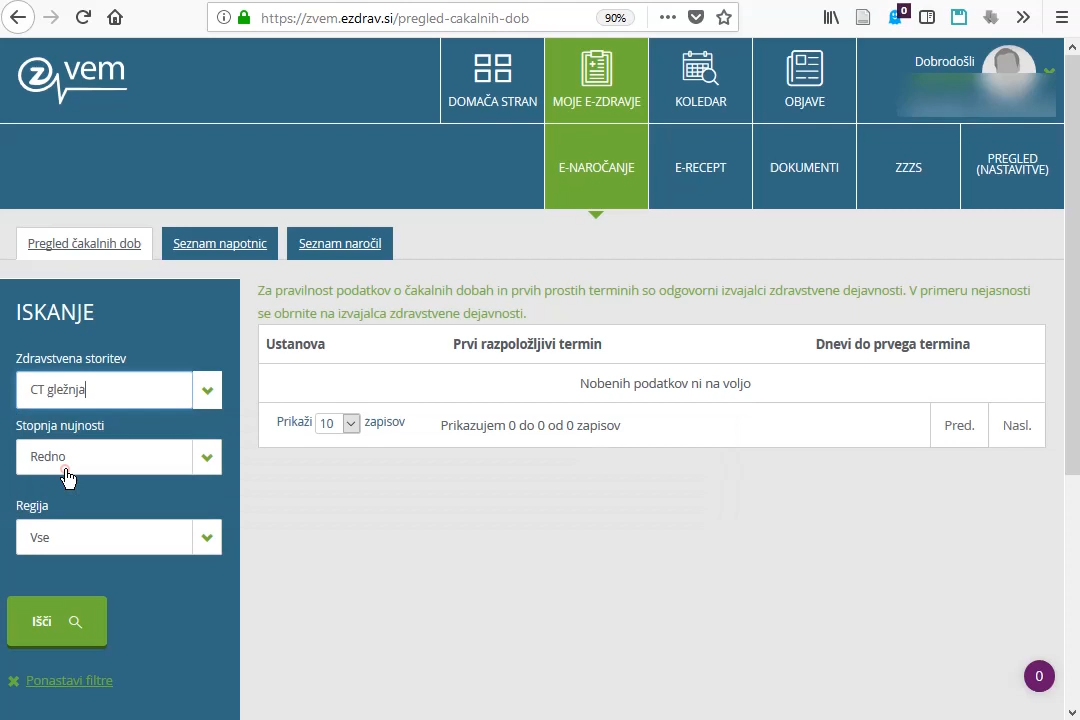 https://zvem.ezdrav.si/pregled-cakalnih-dob
90%
0
zvem
DOMAČA STRAN
MOJE E-ZDRAVJE
KOLEDAR
OBJAVE
Dobrodošli
E-NAROČANJE
E-RECEPT
DOKUMENTI
ZZZS
PREGLED
(NASTAVITVE)
Pregled čakalnih dob
Seznam napotnic
Seznam naročil
ISKANJE
Zdravstvena storitev
CT gležnja
Stopnja nujnosti
Redno
Regija
Vse
Išči
Ponastavi filtre
Za pravilnost podatkov o čakalnih dobah in prvih prostih terminih so odgovorni izvajalci zdravstvene dejavnosti. V primeru nejasnosti
se obrnite na izvajalca zdravstvene dejavnosti.
Ustanova
Prvi razpoložljivi termin
Dnevi do prvega termina
Nobenih podatkov ni na voljo
Prikaži 10 zapisov
Prikazujem 0 do 0 od 0 zapisov
Pred.
Nasl.
0